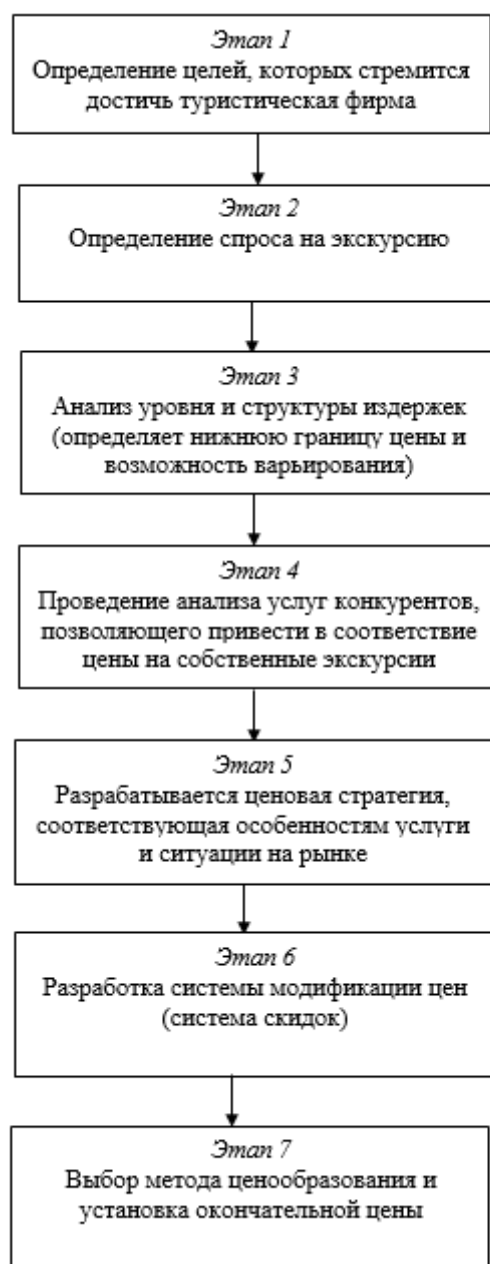 Этап 1
Определение целей, которых стремится
достичь туристическая фирма
Этап 2
Определение спроса на экскурсию
Этап 3
Анализ уровня и структуры издержек
(определяет нижнюю границу цены и
возможность варьирования)
Этап 4
Проведение анализа услуг конкурентов,
позволяющего привести в соответствие
цены на собственные экскурсии
Этап 5
Разрабатывается ценовая стратегия,
соответствующая особенностям услуги
и ситуации на рынке
Этап 6
Разработка системы модификации цен
(система скидок)
Этап 7
Выбор метода ценообразования и
установка окончательной цены